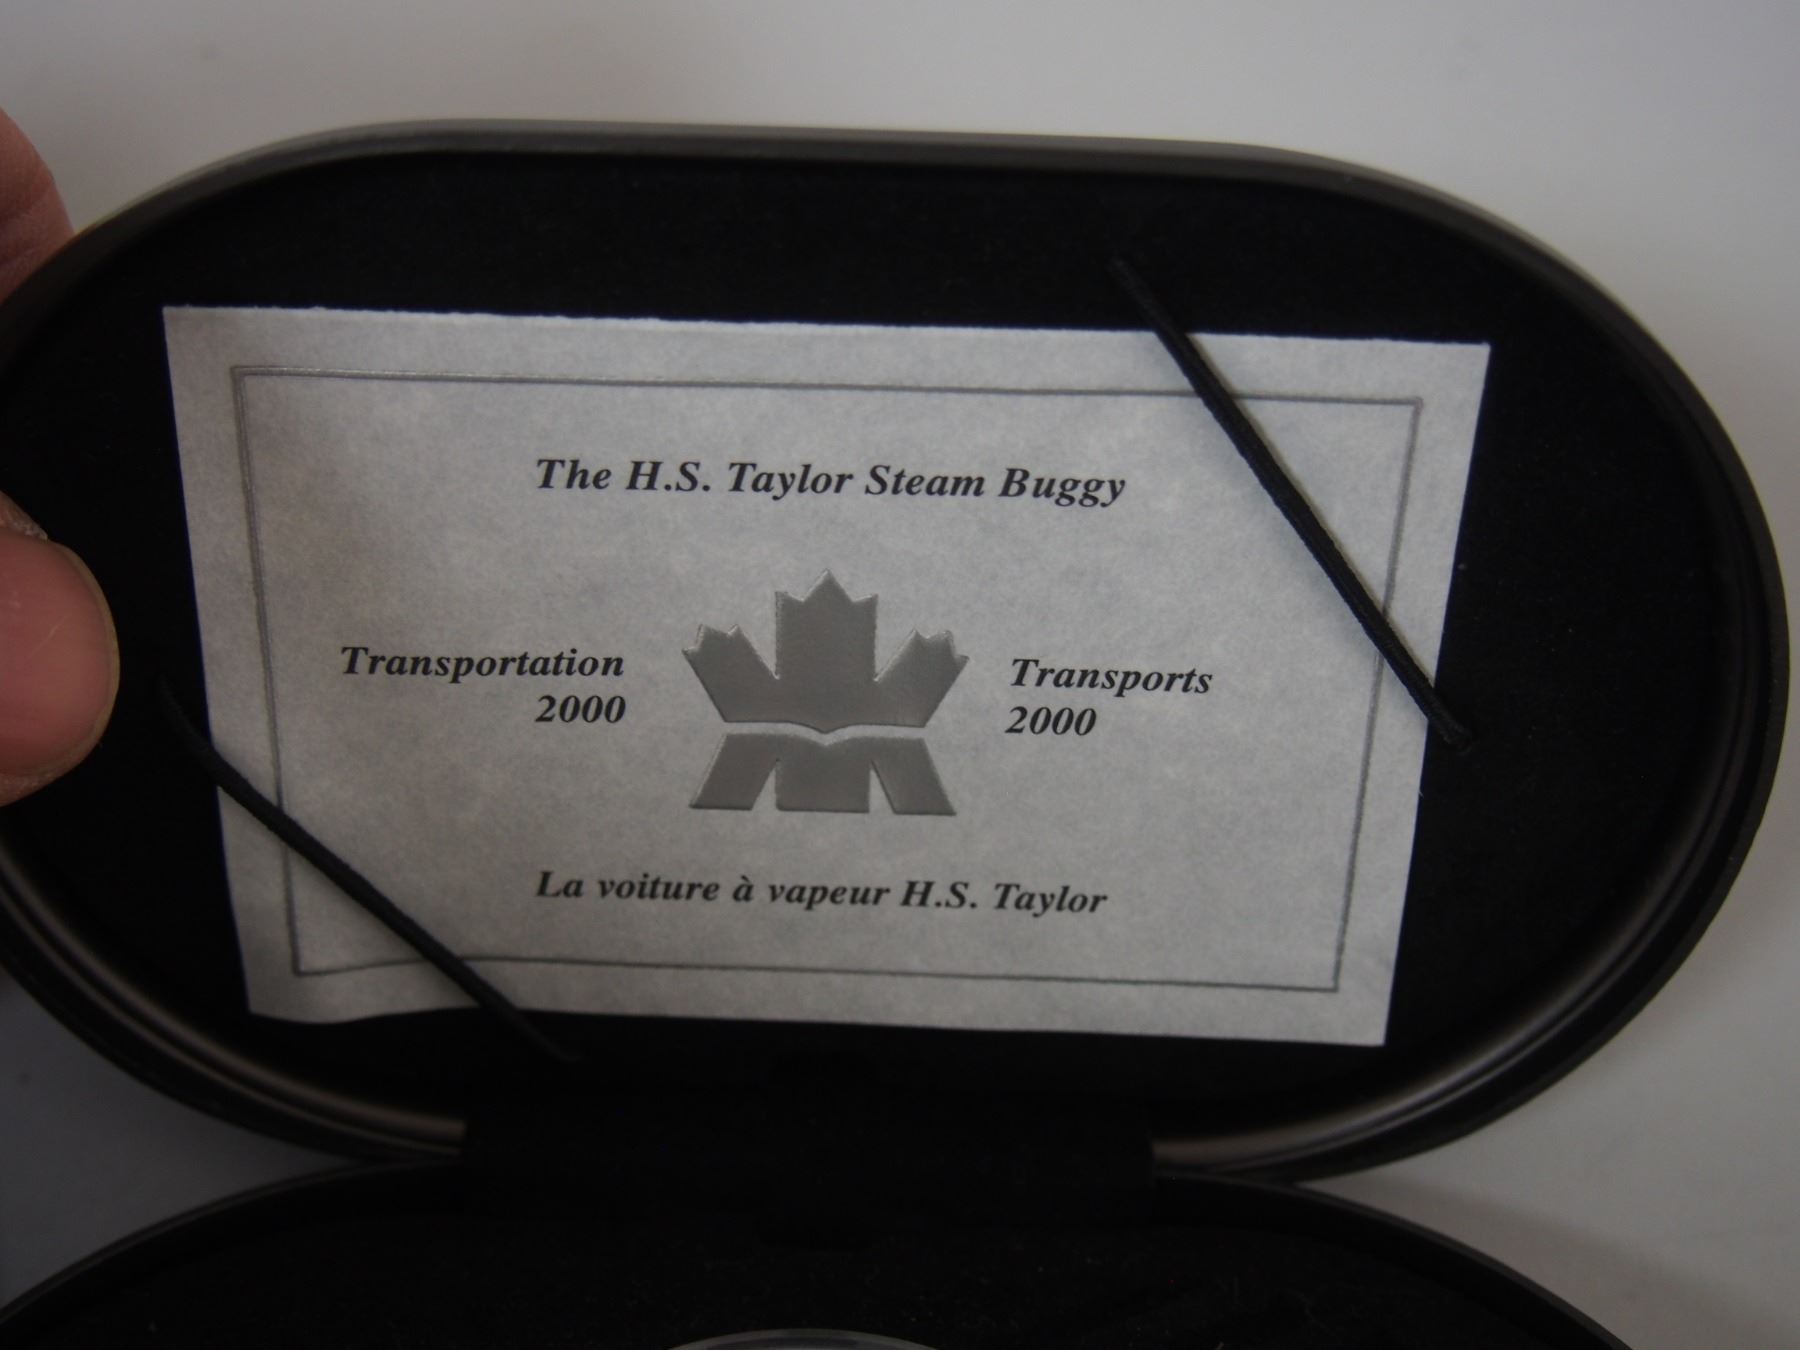 The H.S. Taylor Steam Buggy
Transportation
2000
Transports
2000
La voiture à vapeur H.S. Taylor